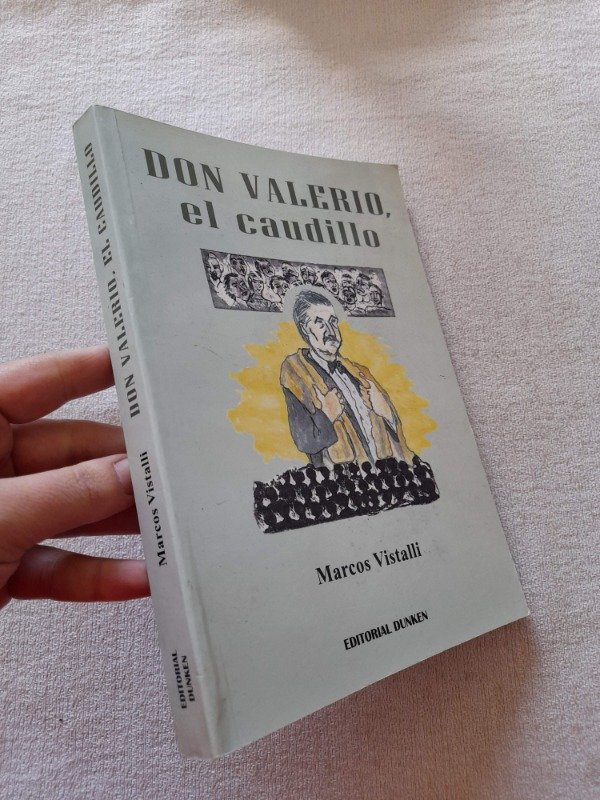 DON VALERIO,
el caudillo
Marcos Vistalli
EDITORIAL DUNKEN
DON VALERIO, EL CAUDILLO
Marcos Vistalli
EDITORIAL
DUNKEN